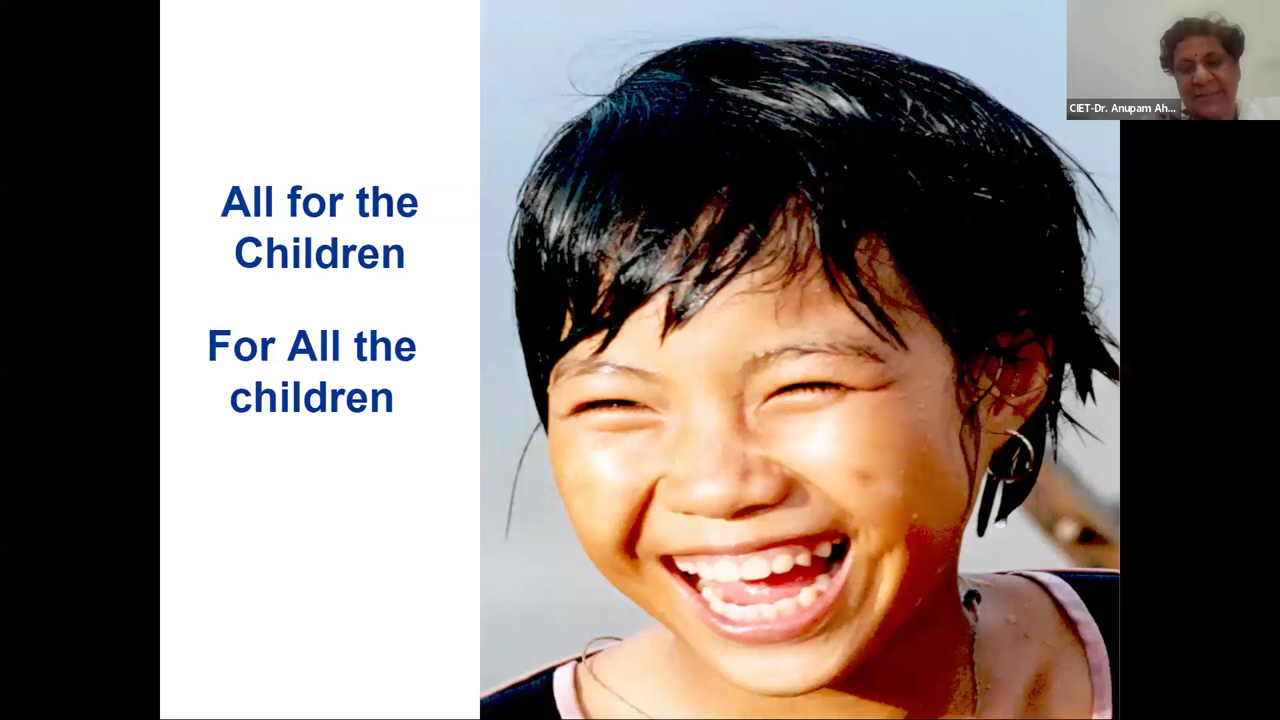 All for the
Children
For All the
children
CIET-Dr. Anupam Ah...